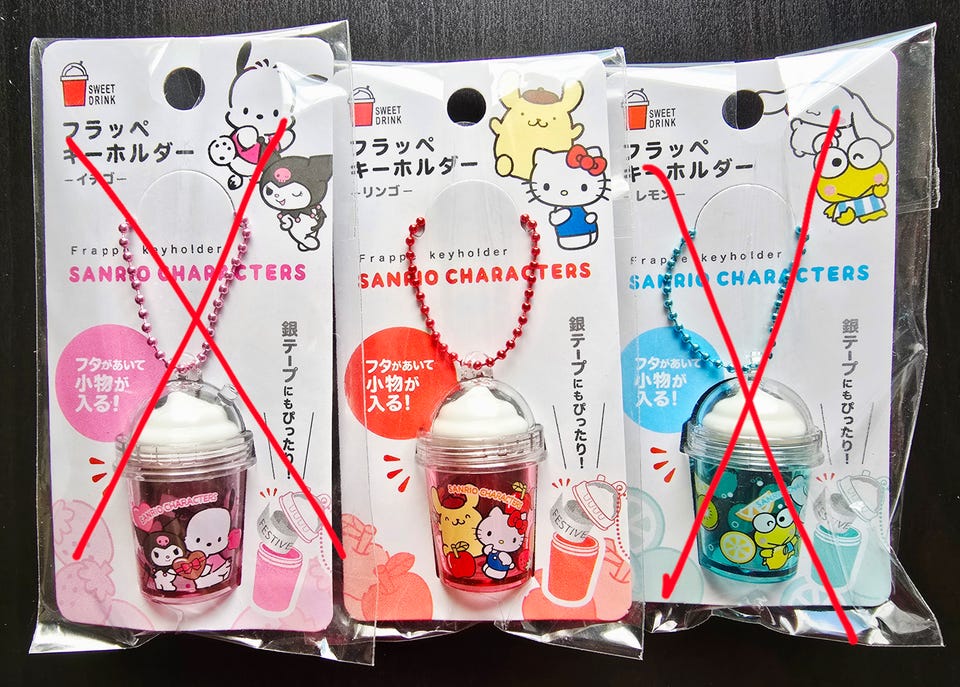 SWEET
DRINK
フラッペ
キーホルダー
ーイチゴー
Frappe keyholder
SANRIO CHARACTERS
フタがあいて
小物が
入る!
銀テープにもぴったり!
SANRIO CHARACTERS
FESTIVE
SWEET
DRINK
フラッペ
キーホルダー
ーリンゴー
Frappe keyholder
SANRIO CHARACTERS
フタがあいて
小物が
入る!
銀テープにもぴったり!
SANRIO CHARACTERS
FESTIVE
SWEET
DRINK
フラッペ
キーホルダー
ーレモンー
Frappe keyholder
SANRIO CHARACTERS
フタがあいて
小物が
入る!
銀テープにもぴったり!
FESTIVE